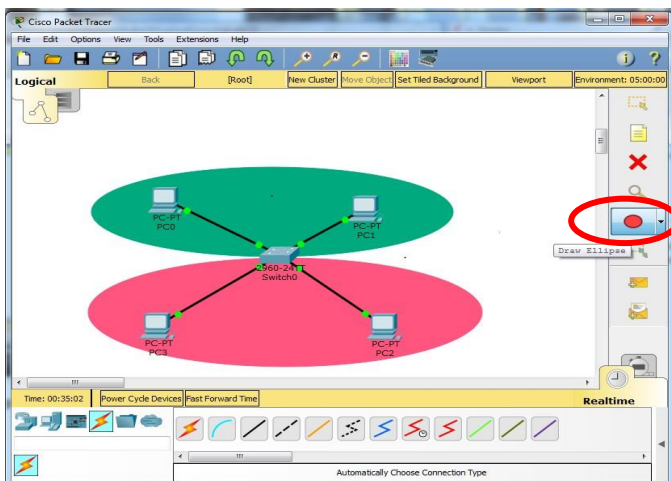 Cisco Packet Tracer
File Edit Options View Tools Extensions Help
Logical Back [Root] New Cluster Move Object Set Tiled Background Viewport Environment: 05:00:00
PC-PT
PC0
PC-PT
PC1
2960-24TT
Switch0
Draw Ellipse
PC-PT
PC3
PC-PT
PC2
Time: 00:35:02 Power Cycle Devices Fast Forward Time Realtime
Automatically Choose Connection Type